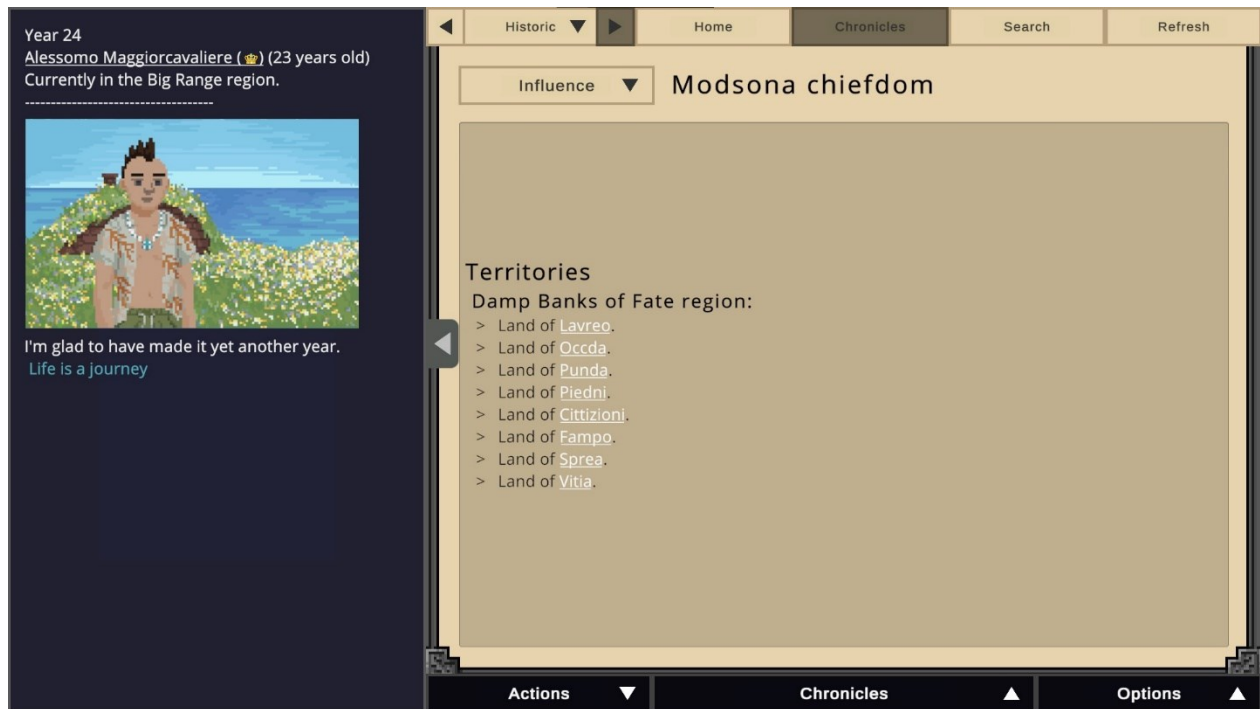 Year 24
Alessomo Maggiorcavaliere (♛) (23 years old)
Currently in the Big Range region.
------------------------------------
I'm glad to have made it yet another year.
Life is a journey
Historic
Home
Chronicles
Search
Refresh
Influence
Modsona chiefdom
Territories
Damp Banks of Fate region:
> Land of Lavreo.
> Land of Occda.
> Land of Punda.
> Land of Piedni.
> Land of Cittizioni.
> Land of Fampo.
> Land of Sprea.
> Land of Vitia.
Actions
Chronicles
Options